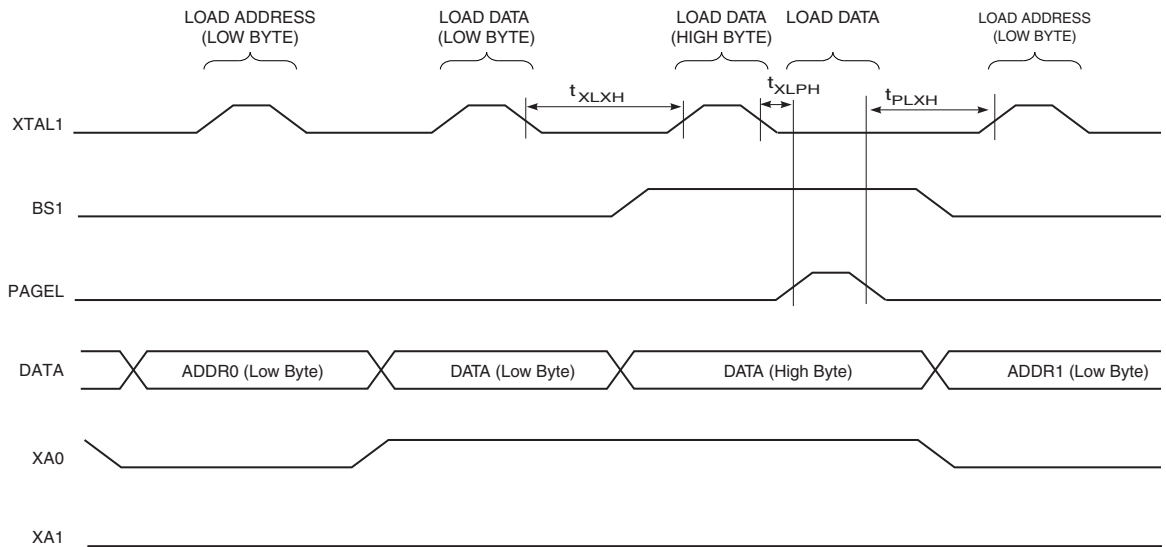 LOAD ADDRESS
(LOW BYTE)
LOAD DATA
(LOW BYTE)
LOAD DATA
(HIGH BYTE)
LOAD DATA
LOAD ADDRESS
(LOW BYTE)
XTAL1
tXLXH
tXLPH
tPLXH
BS1
PAGEL
DATA
ADDR0 (Low Byte)
DATA (Low Byte)
DATA (High Byte)
ADDR1 (Low Byte)
XA0
XA1